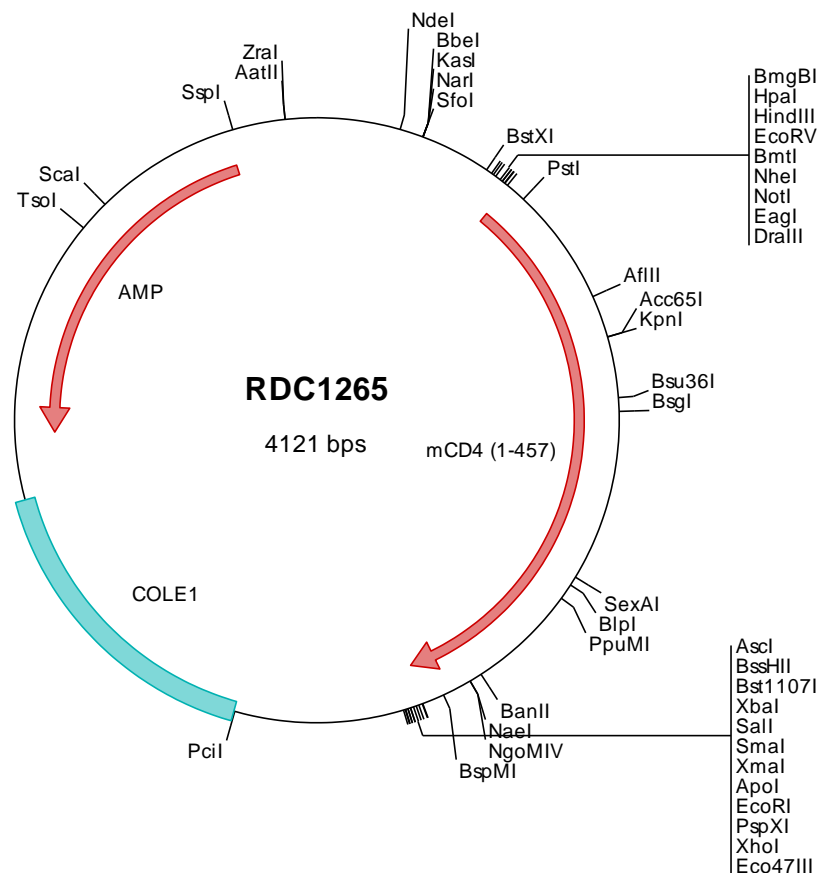 NdeI
BbeI
KasI
NarI
SfoI
ZraI
AatII
SspI
ScaI
TsoI
BstXI
PstI
BmgBI
HpaI
HindIII
EcoRV
BmtI
NheI
NotI
EagI
DraIII
AflII
Acc65I
KpnI
Bsu36I
BsgI
AMP
RDC1265
4121 bps
mCD4 (1-457)
COLE1
SexAI
BlpI
PpuMI
BanII
NaeI
NgoMIV
BspMI
PciI
AscI
BssHII
Bst1107I
XbaI
SalI
SmaI
XmaI
ApoI
EcoRI
PspXI
XhoI
Eco47III